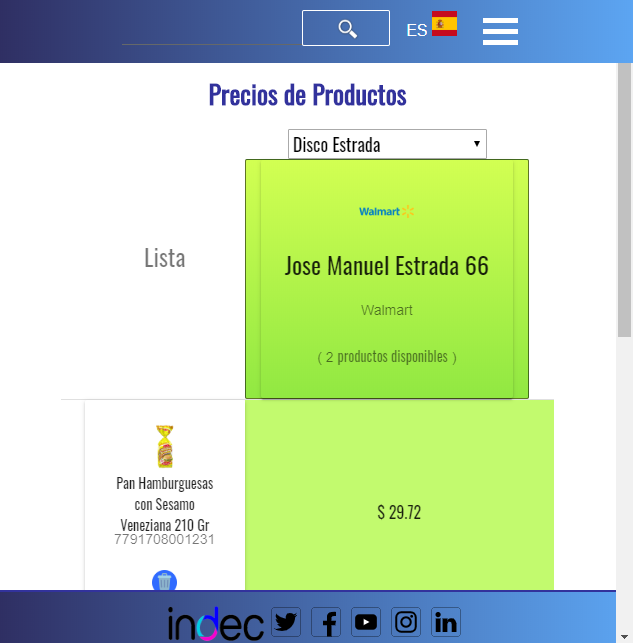 ES
Precios de Productos
Disco Estrada
Walmart
Lista
Jose Manuel Estrada 66
Walmart
( 2 productos disponibles )
Pan Hamburguesas
con Sesamo
Veneziana 210 Gr
7791708001231
$ 29.72
indec